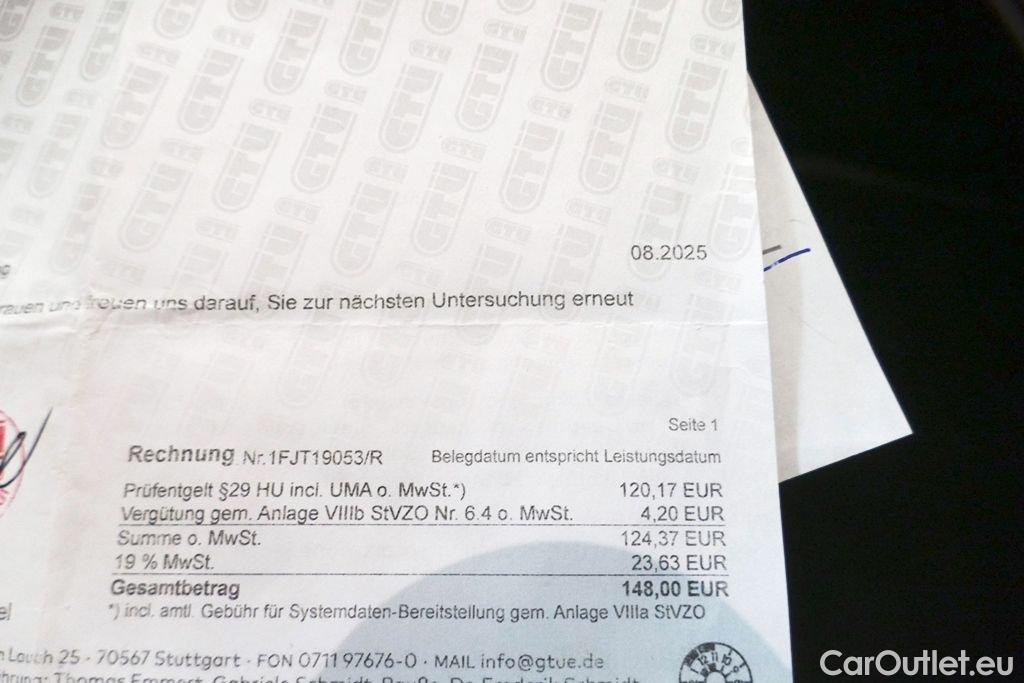 08.2025
uns darauf, Sie zur nächsten Untersuchung erneut
Seite 1
Rechnung Nr.1FJT19053/R Belegdatum entspricht Leistungsdatum
Prüfentgelt §29 HU incl. UMA o. MwSt.*) 120,17 EUR
Vergütung gem. Anlage VIIIb StVZO Nr. 6.4 o. MwSt. 4,20 EUR
Summe o. MwSt. 124,37 EUR
19 % MwSt. 23,63 EUR
Gesamtbetrag 148,00 EUR
*) incl. amtl. Gebühr für Systemdaten-Bereitstellung gem. Anlage VIIIa StVZO
25 · 70567 Stuttgart · FON 0711 97676-0 · MAIL info@gtue.de
Thomas
CarOutlet.eu